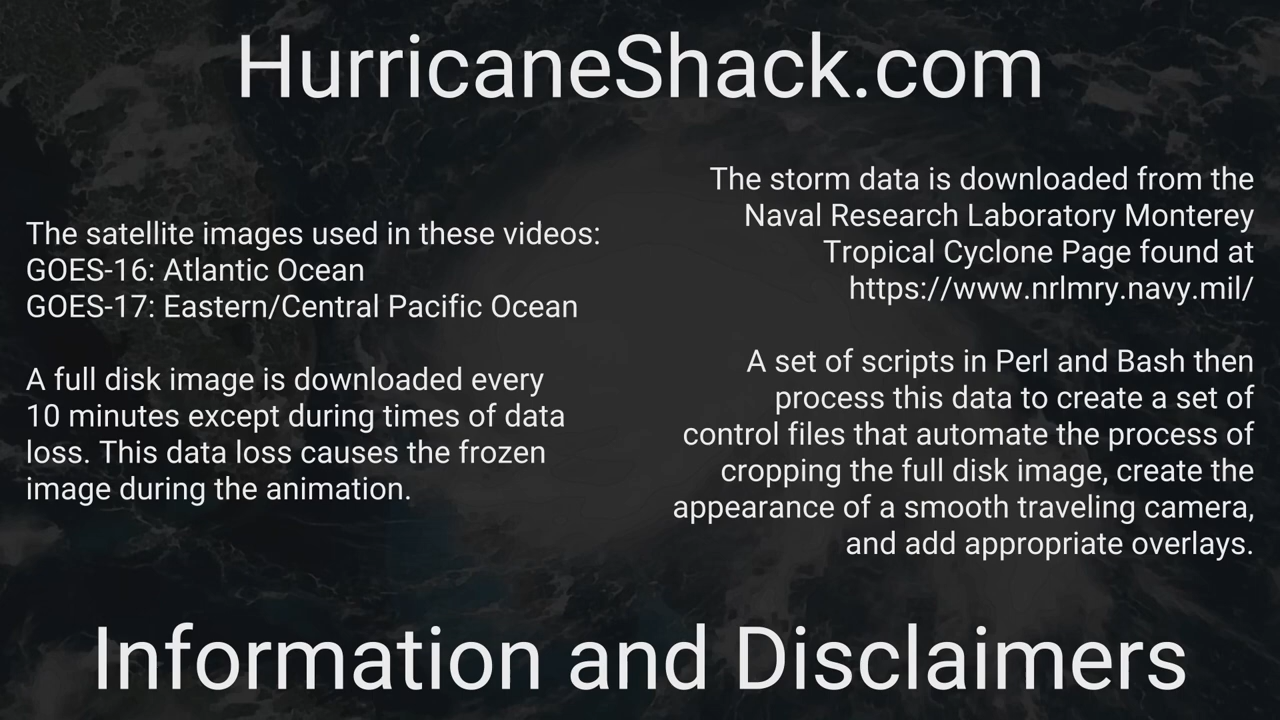 HurricaneShack.com
The satellite images used in these videos:
GOES-16: Atlantic Ocean
GOES-17: Eastern/Central Pacific Ocean
A full disk image is downloaded every
10 minutes except during times of data
loss. This data loss causes the frozen
image during the animation.
The storm data is downloaded from the
Naval Research Laboratory Monterey
Tropical Cyclone Page found at
https://www.nrlmry.navy.mil/
A set of scripts in Perl and Bash then
process this data to create a set of
control files that automate the process of
cropping the full disk image, create the
appearance of a smooth traveling camera,
and add appropriate overlays.
Information and Disclaimers